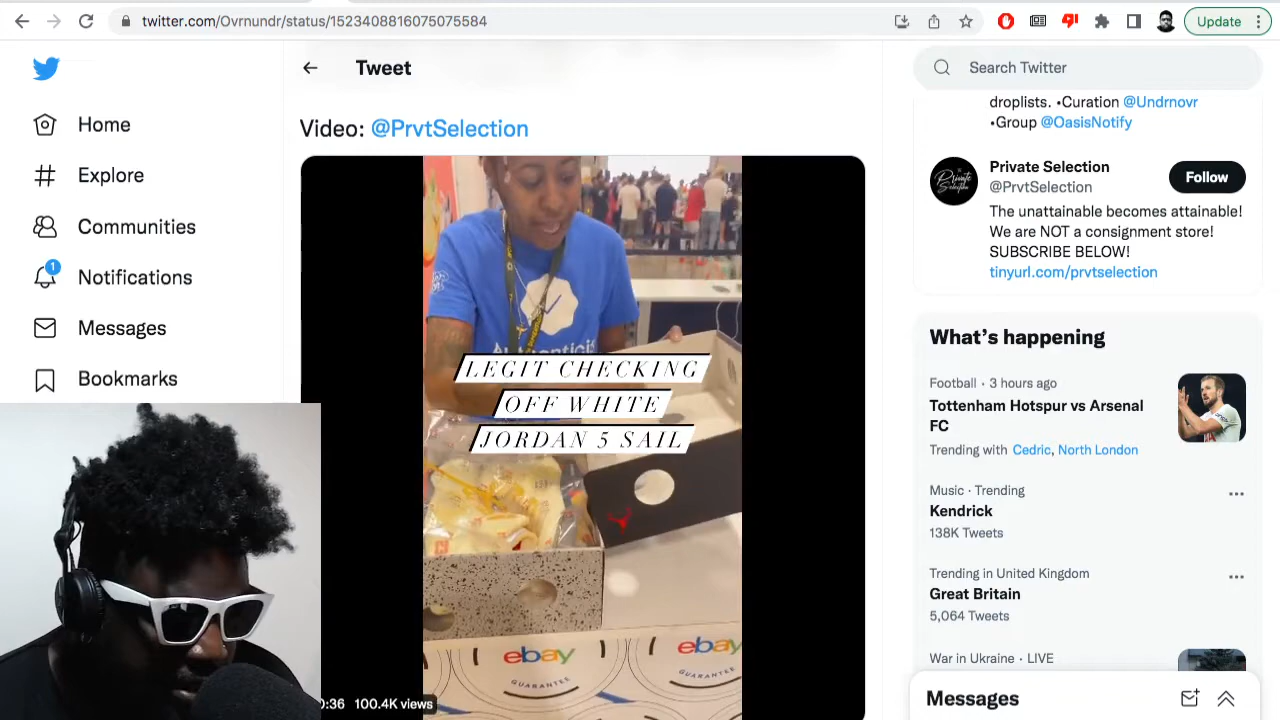 twitter.com/Ovrnundr/status/1523408816075075584
Update
Home
Explore
Communities
1
Notifications
Messages
Bookmarks
Tweet
Video: @PrvtSelection
LEGIT CHECKING
OFF WHITE
JORDAN 5 SAIL
ebay
GUARANTEE
ebay
GUARANTEE
:36 100.4K views
Search Twitter
droplists. •Curation @Undrnovr
•Group @OasisNotify
Private Selection
@PrvtSelection
Follow
The unattainable becomes attainable!
We are NOT a consignment store!
SUBSCRIBE BELOW!
tinyurl.com/prvtselection
What's happening
Football · 3 hours ago
Tottenham Hotspur vs Arsenal
FC
Trending with Cedric, North London
Music · Trending
Kendrick
138K Tweets
Trending in United Kingdom
Great Britain
5,064 Tweets
War in Ukraine · LIVE
Messages